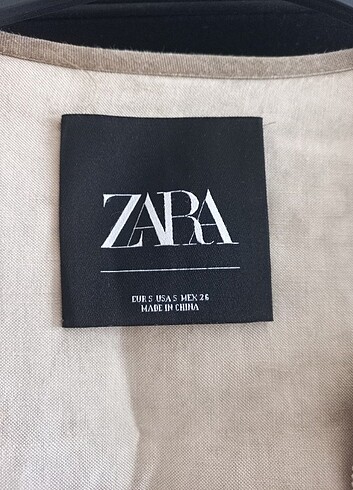 ZARA
EUR S USA S MEX 26
MADE IN CHINA